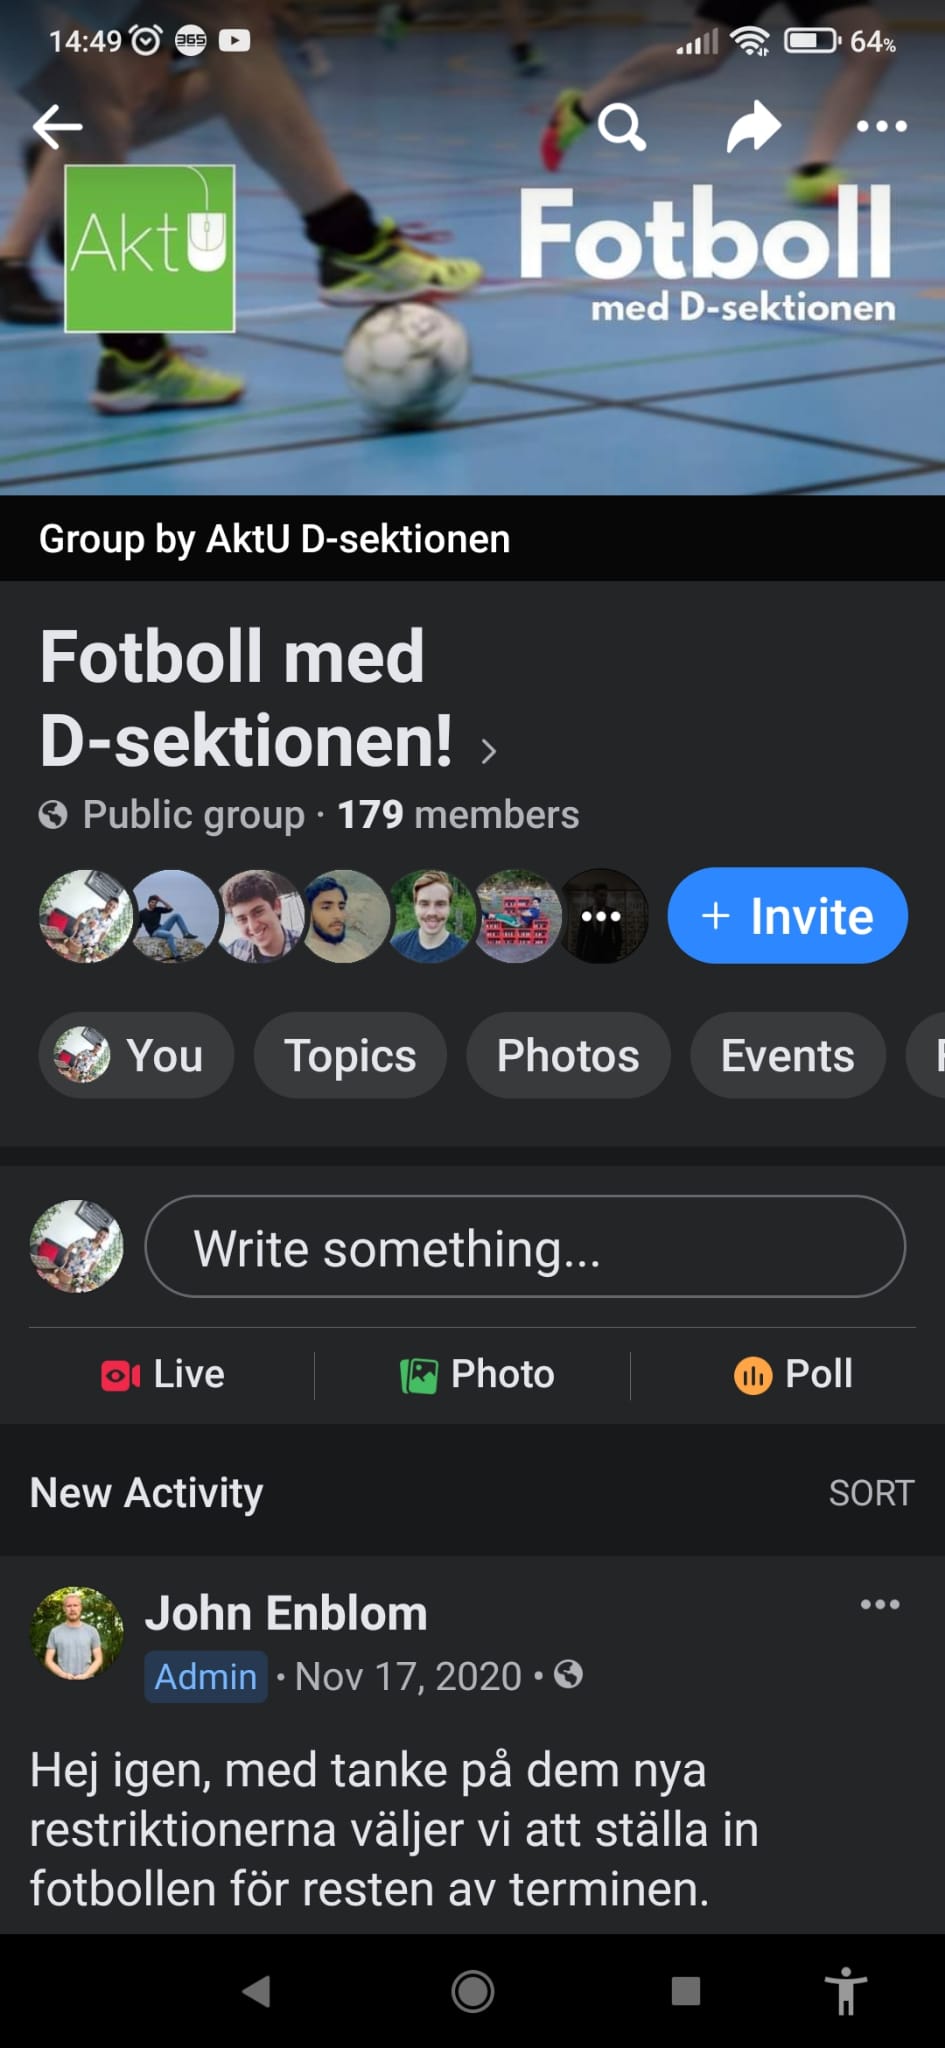 14:49 365 64%
AktU
Fotboll
med D-sektionen
Group by AktU D-sektionen
Fotboll med
D-sektionen! >
Public group · 179 members
+ Invite
You Topics Photos Events
Write something...
Live Photo Poll
New Activity SORT
John Enblom
Admin · Nov 17, 2020 ·
Hej igen, med tanke på dem nya
restriktionerna väljer vi att ställa in
fotbollen för resten av terminen.